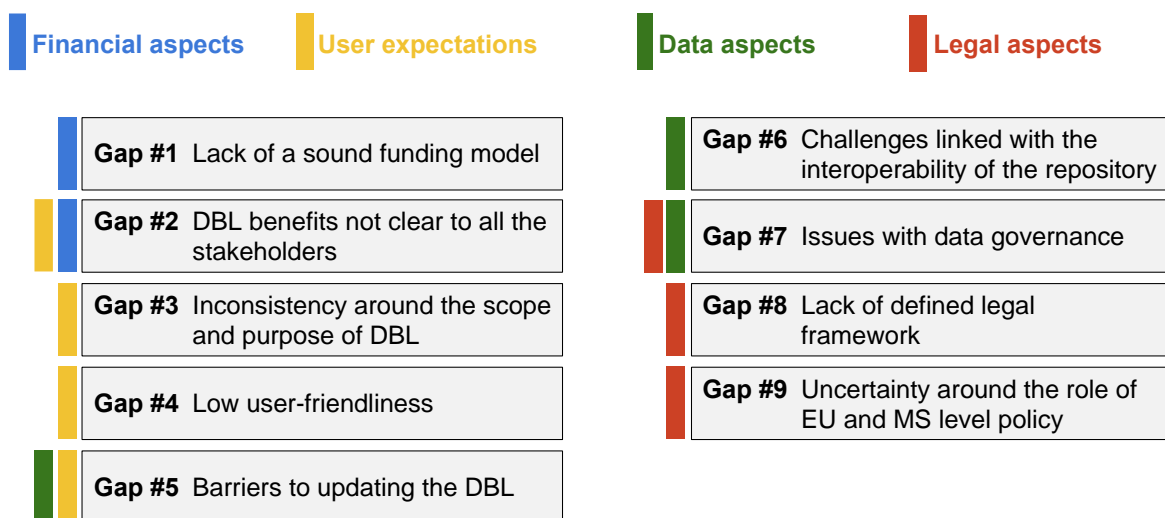 Financial aspects
User expectations
Data aspects
Legal aspects
Gap #1 Lack of a sound funding model
Gap #2 DBL benefits not clear to all the
stakeholders
Gap #3 Inconsistency around the scope
and purpose of DBL
Gap #4 Low user-friendliness
Gap #5 Barriers to updating the DBL
Gap #6 Challenges linked with the
interoperability of the repository
Gap #7 Issues with data governance
Gap #8 Lack of defined legal
framework
Gap #9 Uncertainty around the role of
EU and MS level policy